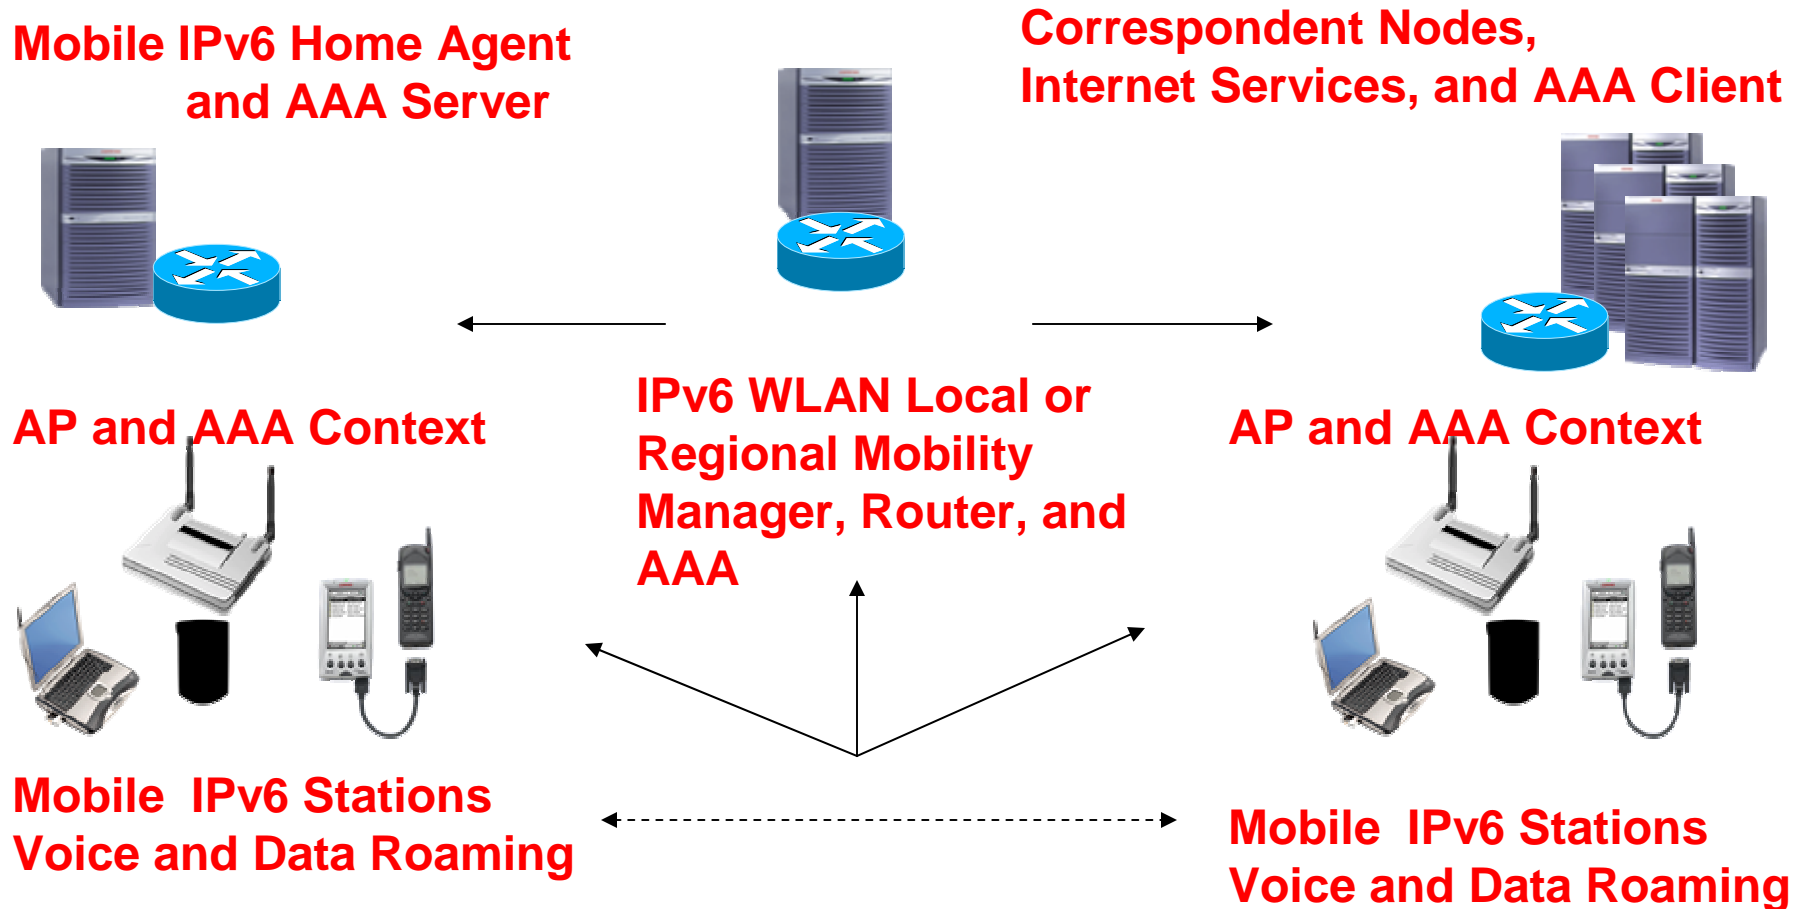 Mobile IPv6 Home Agent
and AAA Server
Correspondent Nodes,
Internet Services, and AAA Client
AP and AAA Context
IPv6 WLAN Local or
Regional Mobility
Manager, Router, and
AAA
AP and AAA Context
Mobile IPv6 Stations
Voice and Data Roaming
Mobile IPv6 Stations
Voice and Data Roaming